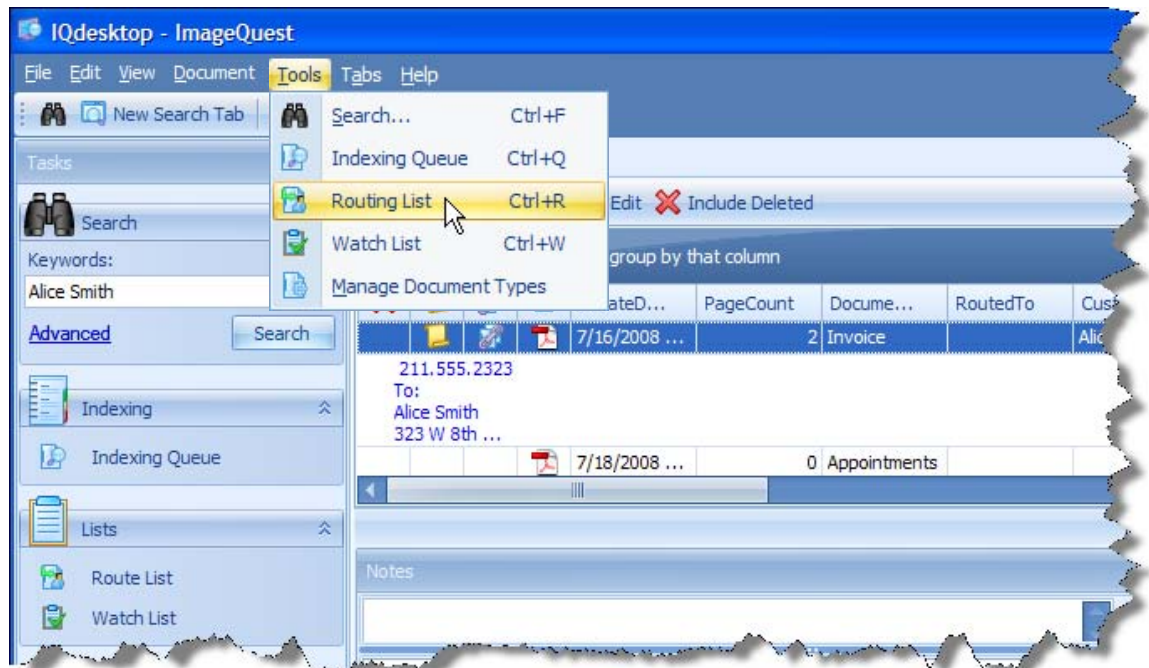 IQdesktop - ImageQuest
File Edit View Document Tools Tabs Help
New Search Tab
Search... Ctrl+F
Indexing Queue Ctrl+Q
Routing List Ctrl+R
Watch List Ctrl+W
Manage Document Types
Tasks
Search
Keywords:
Alice Smith
Advanced Search
Indexing
Indexing Queue
Lists
Route List
Watch List
Edit Include Deleted
group by that column
ateD... PageCount Docume... RoutedTo Cus
7/16/2008 ... 2 Invoice Alic
211.555.2323
To:
Alice Smith
323 W 8th ...
7/18/2008 ... 0 Appointments
Notes